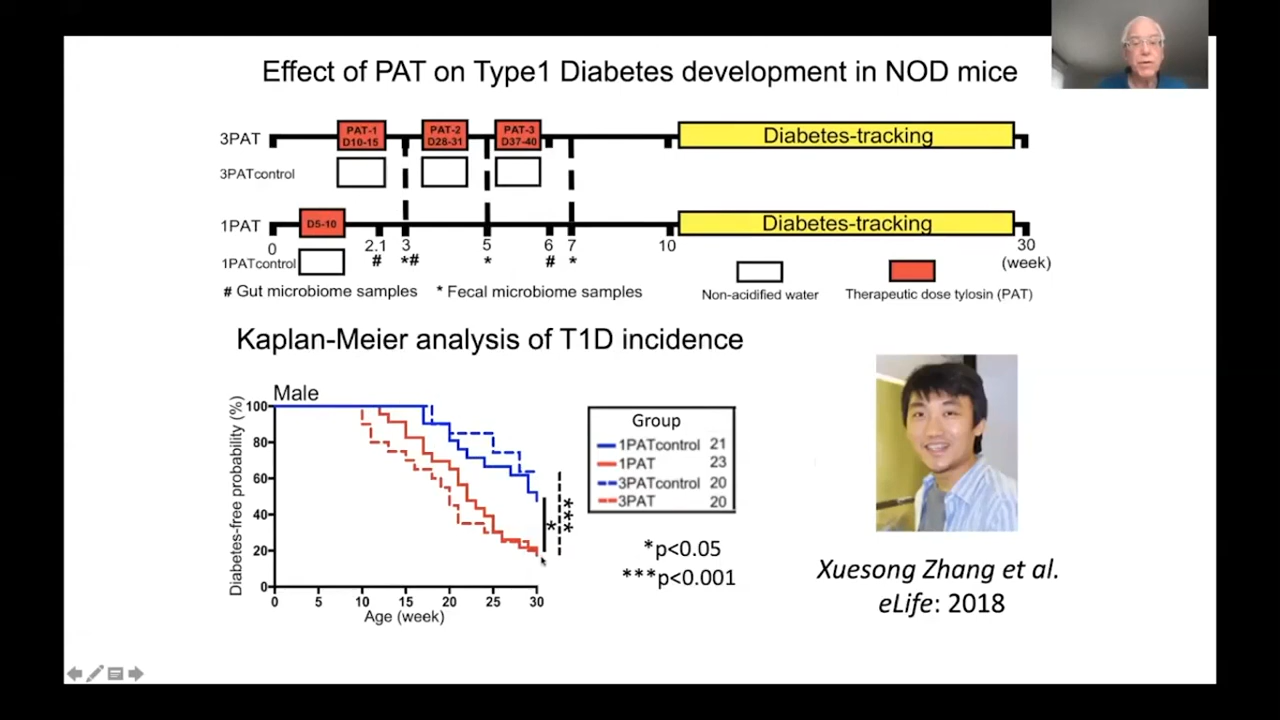 Effect of PAT on Type1 Diabetes development in NOD mice
3PAT
PAT-1
D10-15
PAT-2
D28-31
PAT-3
D37-40
Diabetes-tracking
3PATcontrol
1PAT
D5-10
Diabetes-tracking
0
2.1
3
5
6
7
10
30
(week)
#
*#
*
#
*
1PATcontrol
# Gut microbiome samples
* Fecal microbiome samples
Non-acidified water
Therapeutic dose tylosin (PAT)
Kaplan-Meier analysis of T1D incidence
Male
Diabetes-free probability (%)
100
80
60
40
20
0
0 5 10 15 20 25 30
Age (week)
*
***
Group
1PATcontrol 21
1PAT 23
3PATcontrol 20
3PAT 20
*p<0.05
***p<0.001
Xuesong Zhang et al.
eLife: 2018